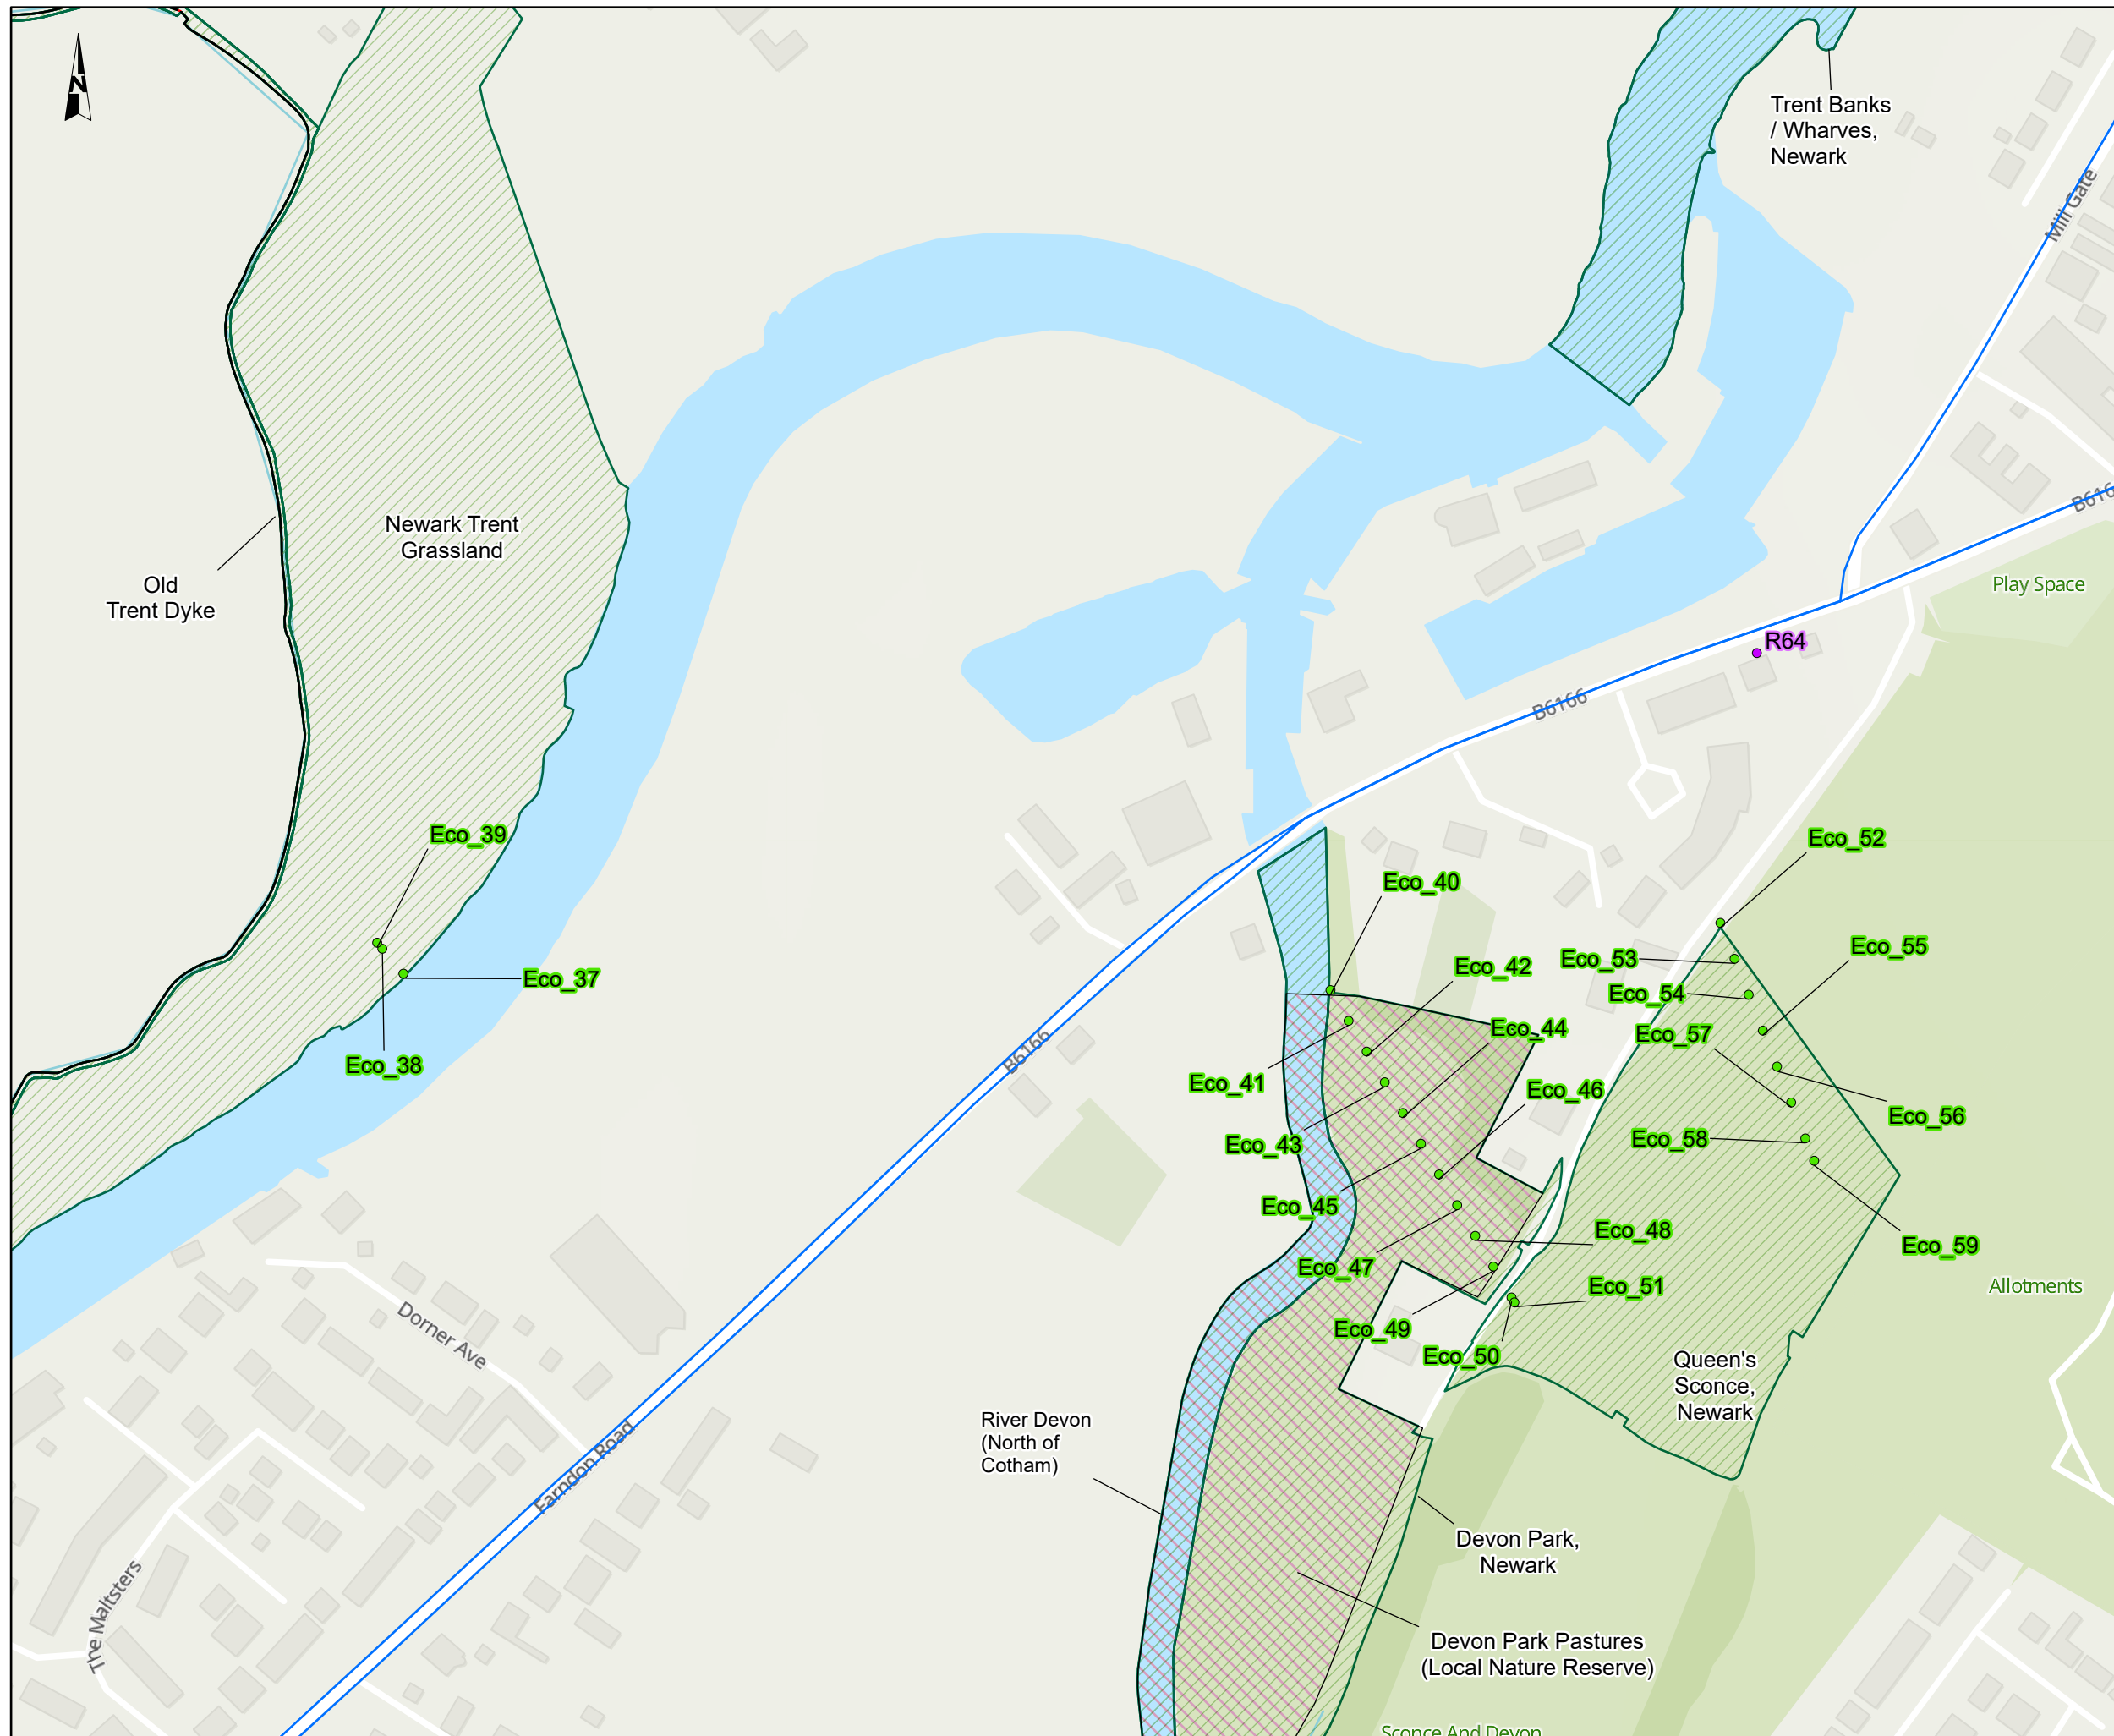 N
Trent Banks
/ Wharves,
Newark
Mill Gate
B616
Newark Trent
Grassland
Old
Trent Dyke
Play Space
R64
B6166
Eco_39
Eco_52
Eco_40
Eco_55
Eco_53
Eco_42
Eco_37
Eco_54
Eco_44
Eco_57
B6166
Eco_38
Eco_41
Eco_46
Eco_56
Eco_43
Eco_58
Eco_45
Eco_48
Eco_59
Eco_47
Eco_51
Allotments
Eco_49
Dorner Ave
Eco_50
Queen's
Sconce,
Newark
River Devon
(North of
Cotham)
Farndon Road
Devon Park,
Newark
The Maltsters
Devon Park Pastures
(Local Nature Reserve)
Sconce And Devon